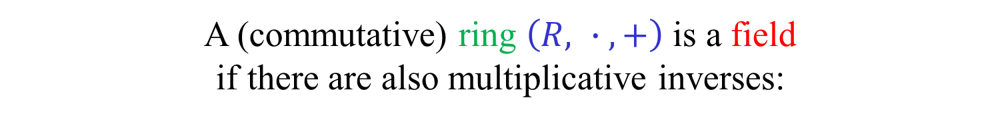 A (commutative) ring (R, ·, +) is a field
if there are also multiplicative inverses: